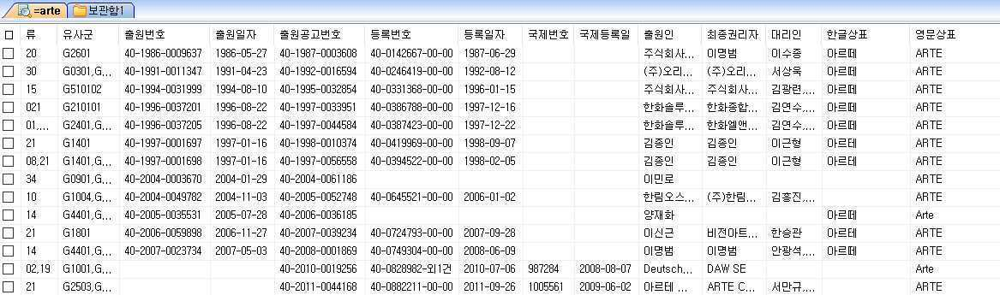 =arte 보관함1
류 유사군 출원번호 출원일자 출원공고번호 등록번호 등록일자 국제번호 국제등록일 출원인 최종권리자 대리인 한글상표 영문상표
20 G2601 40-1986-0009637 1986-05-27 40-1987-0003608 40-0142667-00-00 1987-06-29 주식회사... 이명범 이수종 아르떼 ARTE
30 G0301,G... 40-1991-0011347 1991-04-23 40-1992-0016594 40-0246419-00-00 1992-08-12 (주)오리... (주)오리... 서상욱 아르떼 ARTE
15 G510102 40-1994-0031999 1994-08-10 40-1995-0032854 40-0331368-00-00 1996-01-15 주식회사... 주식회사... 김광련,... 아르떼 ARTE
021 G210101 40-1996-0037201 1996-08-22 40-1997-0033951 40-0386788-00-00 1997-12-16 한화솔루... 한화종합... 김연수,... 아르떼 ARTE
01,... G2401,G... 40-1996-0037205 1996-08-22 40-1997-0044584 40-0387423-00-00 1997-12-22 한화솔루... 한화엘앤... 김연수,... 아르떼 ARTE
21 G1401 40-1997-0001697 1997-01-16 40-1998-0010374 40-0419969-00-00 1998-09-07 김종인 김종인 이근형 아르테 ARTE
08,21 G1401,G... 40-1997-0001698 1997-01-16 40-1997-0056558 40-0394522-00-00 1998-02-05 김종인 김종인 이근형 아르테 ARTE
34 G0901,G... 40-2004-0003670 2004-01-29 40-2004-0061186 이민로 ARTE
10 G1004,G... 40-2004-0049782 2004-11-03 40-2005-0052748 40-0645521-00-00 2006-01-02 한림오스... (주)한림... 김홍진,... ARTE
14 G4401,G... 40-2005-0035531 2005-07-28 40-2006-0036185 양재화 아르떼 Arte
21 G1801 40-2006-0059898 2006-11-27 40-2007-0039234 40-0724793-00-00 2007-09-28 이신근 비전아트... 한승관 아르테 ARTE
14 G4401,G... 40-2007-0023734 2007-05-03 40-2008-0001869 40-0749304-00-00 2008-06-09 이명범 이명범 안광석,... 아르떼 ARTE
02,19 G1001,G... 40-2010-0019256 40-0828982-외1건 2010-07-06 987284 2008-08-07 Deutsch... DAW SE Arte
21 G2503,G... 40-2011-0044168 40-0882211-00-00 2011-09-26 1005561 2009-06-02 아르테 ... ARTE C... 서만규,... ARTE